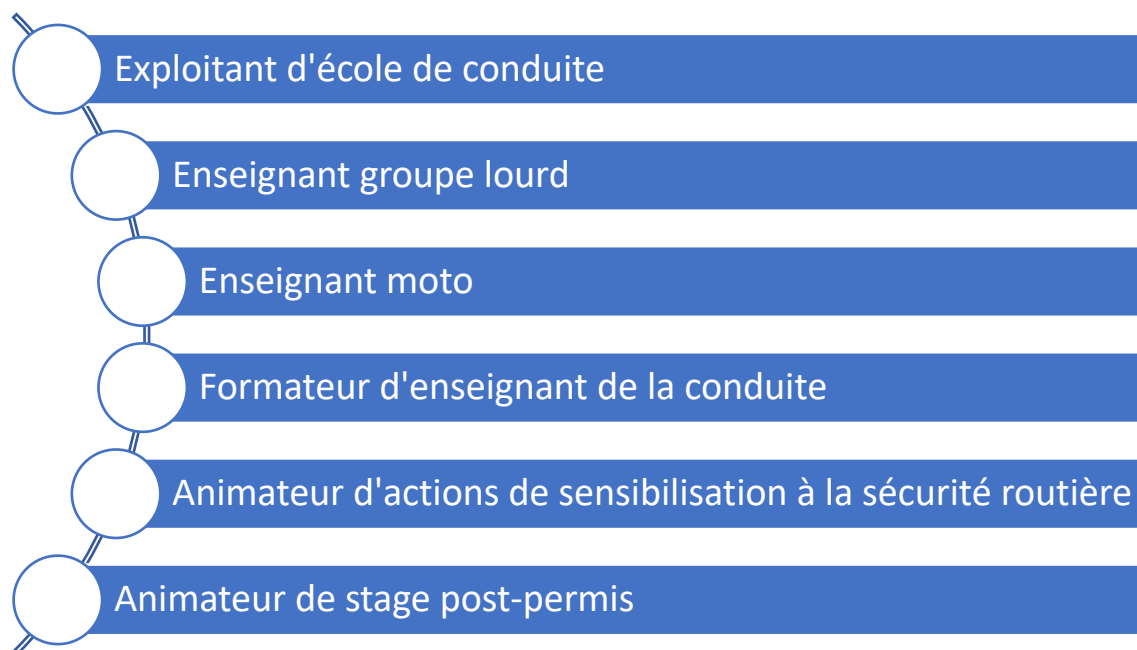 Exploitant d'école de conduite
Enseignant groupe lourd
Enseignant moto
Formateur d'enseignant de la conduite
Animateur d'actions de sensibilisation à la sécurité routière
Animateur de stage post-permis